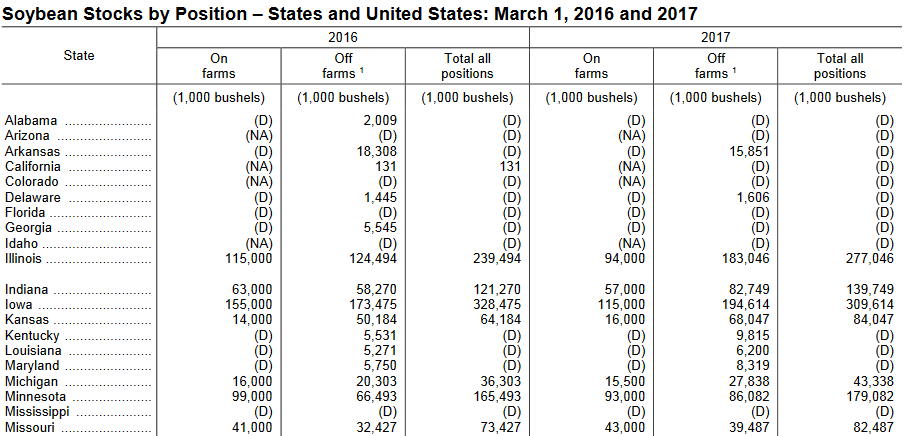 Soybean Stocks by Position – States and United States: March 1, 2016 and 2017
State 2016 2017
On farms Off farms 1 Total all positions On farms Off farms 1 Total all positions
(1,000 bushels) (1,000 bushels) (1,000 bushels) (1,000 bushels) (1,000 bushels) (1,000 bushels)
Alabama ........................ (D) 2,009 (D) (D) (D) (D)
Arizona ........................ (NA) (D) (D) (NA) (D) (D)
Arkansas ........................ (D) 18,308 (D) (D) 15,851 (D)
California ........................ (NA) 131 131 (NA) (D) (D)
Colorado ........................ (NA) (D) (D) (NA) (D) (D)
Delaware ........................ (D) 1,445 (D) (D) 1,606 (D)
Florida ........................ (D) (D) (D) (D) (D) (D)
Georgia ........................ (D) 5,545 (D) (D) (D) (D)
Idaho ........................ (NA) (D) (D) (NA) (D) (D)
Illinois ........................ 115,000 124,494 239,494 94,000 183,046 277,046
Indiana ........................ 63,000 58,270 121,270 57,000 82,749 139,749
Iowa ........................ 155,000 173,475 328,475 115,000 194,614 309,614
Kansas ........................ 14,000 50,184 64,184 16,000 68,047 84,047
Kentucky ........................ (D) 5,531 (D) (D) 9,815 (D)
Louisiana ........................ (D) 5,271 (D) (D) 6,200 (D)
Maryland ........................ (D) 5,750 (D) (D) 8,319 (D)
Michigan ........................ 16,000 20,303 36,303 15,500 27,838 43,338
Minnesota ........................ 99,000 66,493 165,493 93,000 86,082 179,082
Mississippi ........................ (D) (D) (D) (D) (D) (D)
Missouri ........................ 41,000 32,427 73,427 43,000 39,487 82,487